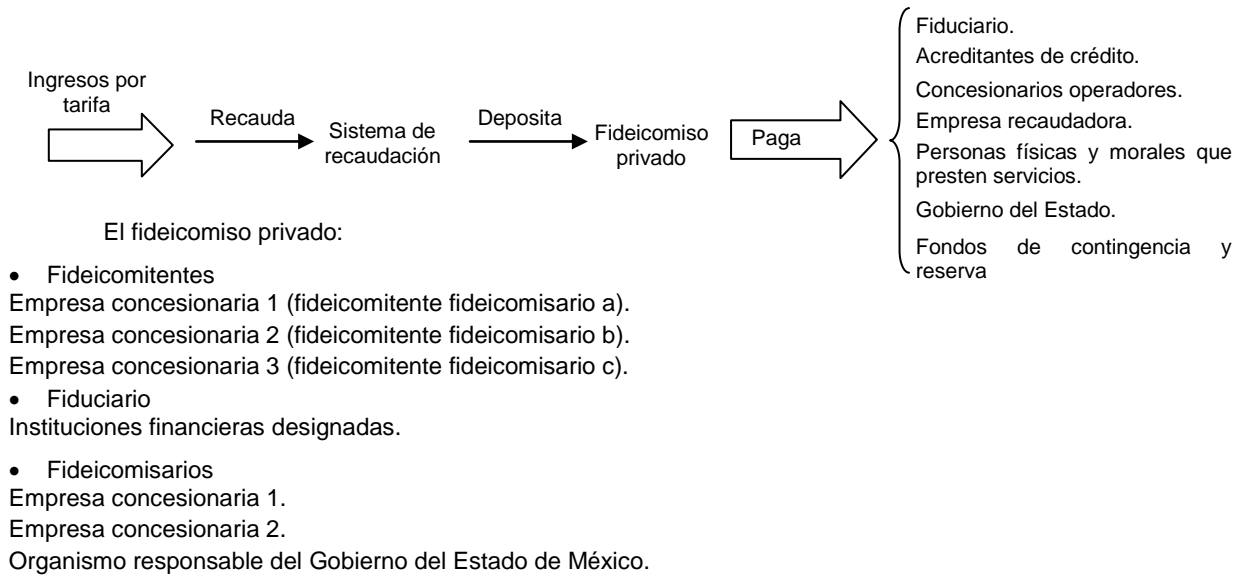 Ingresos por
tarifa
Recauda
Sistema de
recaudación
Deposita
Fideicomiso
privado
Paga
Fiduciario.
Acreditantes de crédito.
Concesionarios operadores.
Empresa recaudadora.
Personas físicas y morales que
presten servicios.
Gobierno del Estado.
Fondos de contingencia y
reserva
El fideicomiso privado:
• Fideicomitentes
Empresa concesionaria 1 (fideicomitente fideicomisario a).
Empresa concesionaria 2 (fideicomitente fideicomisario b).
Empresa concesionaria 3 (fideicomitente fideicomisario c).
• Fiduciario
Instituciones financieras designadas.
• Fideicomisarios
Empresa concesionaria 1.
Empresa concesionaria 2.
Organismo responsable del Gobierno del Estado de México.